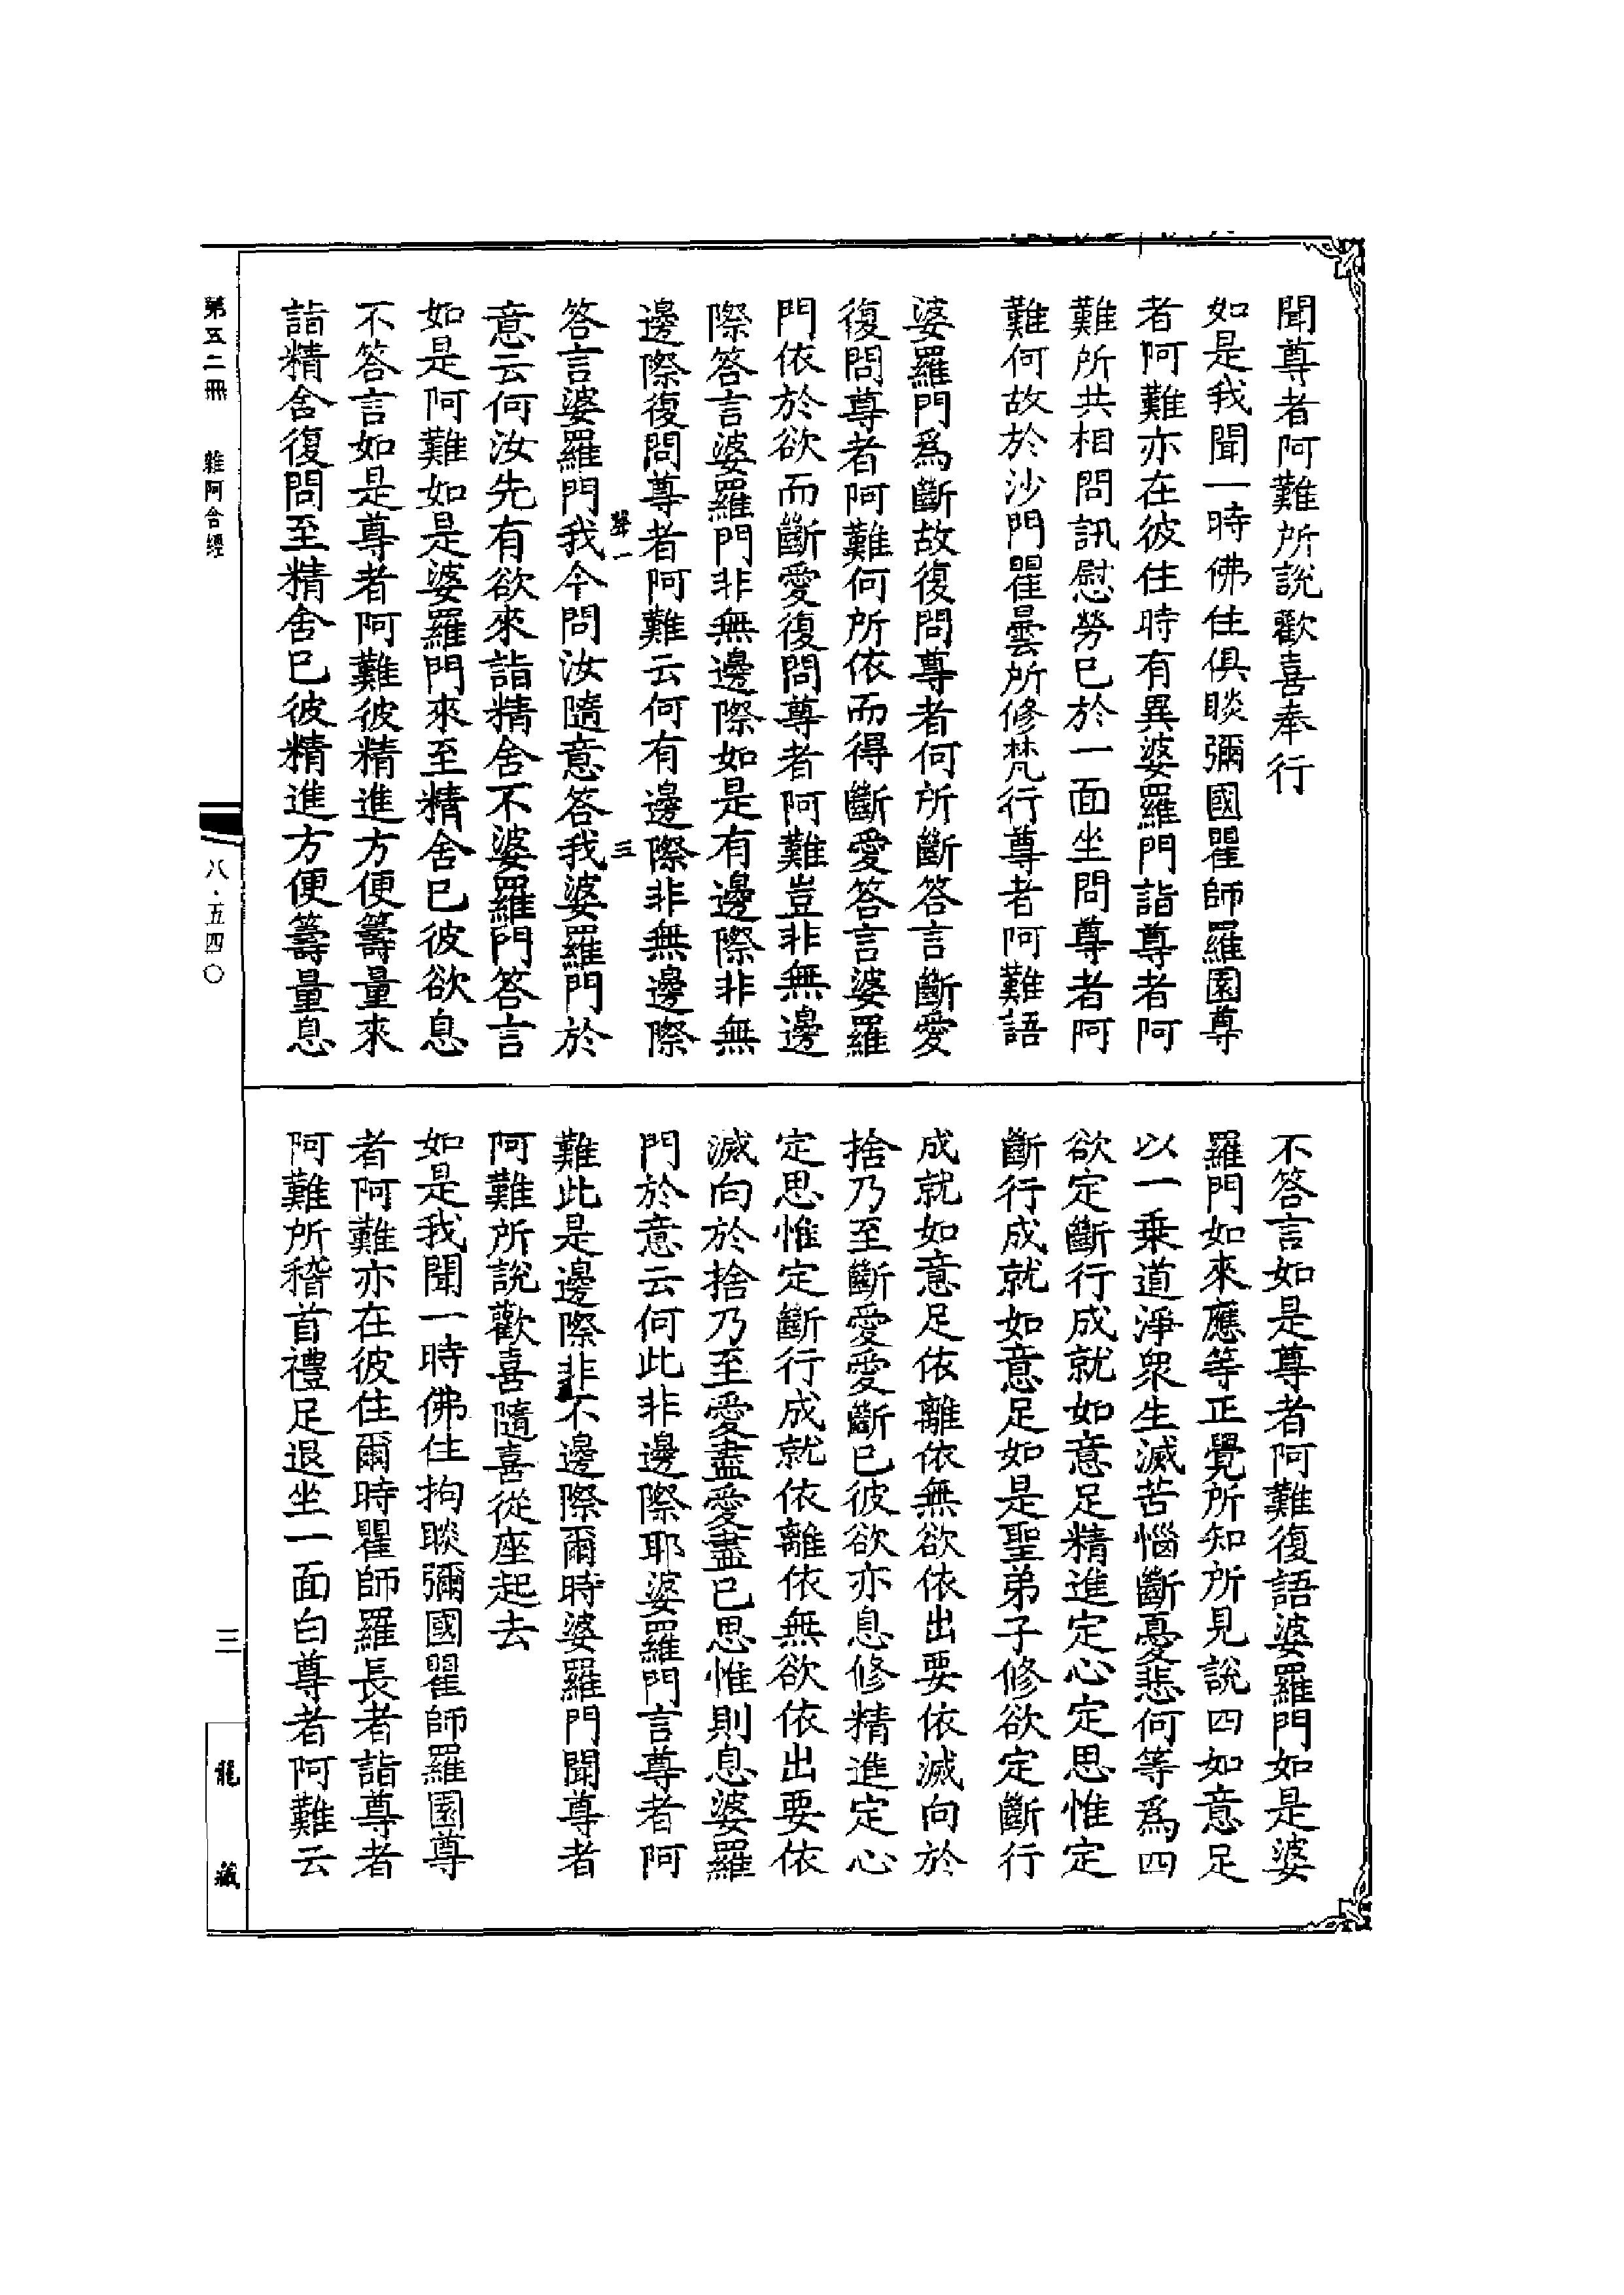 聞尊者阿難所說歡喜奉行
如是我聞一時佛住俱睒彌國瞿師羅園尊
者阿難亦在彼住時有異婆羅門詣尊者阿
難所共相問訊慰勞已於一面坐問尊者阿
難何故於沙門瞿曇所修梵行尊者阿難語
婆羅門爲斷故復問尊者何所斷答言斷愛
復問尊者阿難何所依而得斷愛答言婆羅
門依於欲而斷愛復問尊者阿難豈非無邊
際答言婆羅門非無邊際如是有邊際非無
邊際復問尊者阿難云何有邊際非無邊際
聲一 三
答言婆羅門我今問汝隨意答我婆羅門於
意云何汝先有欲來詣精舍不婆羅門答言
如是阿難如是婆羅門來至精舍已彼欲息
不答言如是尊者阿難彼精進方便籌量來
詣精舍復問至精舍已彼精進方便籌量息
不答言如是尊者阿難復語婆羅門如是婆
羅門如來應等正覺所知所見說四如意足
以一乗道淨衆生滅苦惱斷憂悲何等爲四
欲定斷行成就如意足精進定心定思惟定
斷行成就如意足如是聖弟子修欲定斷行
成就如意足依離依無欲依出要依滅向於
捨乃至斷愛愛斷已彼欲亦息修精進定心
定思惟定斷行成就依離依無欲依出要依
滅向於捨乃至愛盡愛盡已思惟則息婆羅
門於意云何此非邊際耶婆羅門言尊者阿
難此是邊際非不邊際爾時婆羅門聞尊者
阿難所說歡喜隨喜從座起去
如是我聞一時佛住拘睒彌國瞿師羅園尊
者阿難亦在彼住爾時瞿師羅長者詣尊者
阿難所稽首禮足退坐一面白尊者阿難云
第五二冊 雜阿含經
八·五四〇
三
龍藏